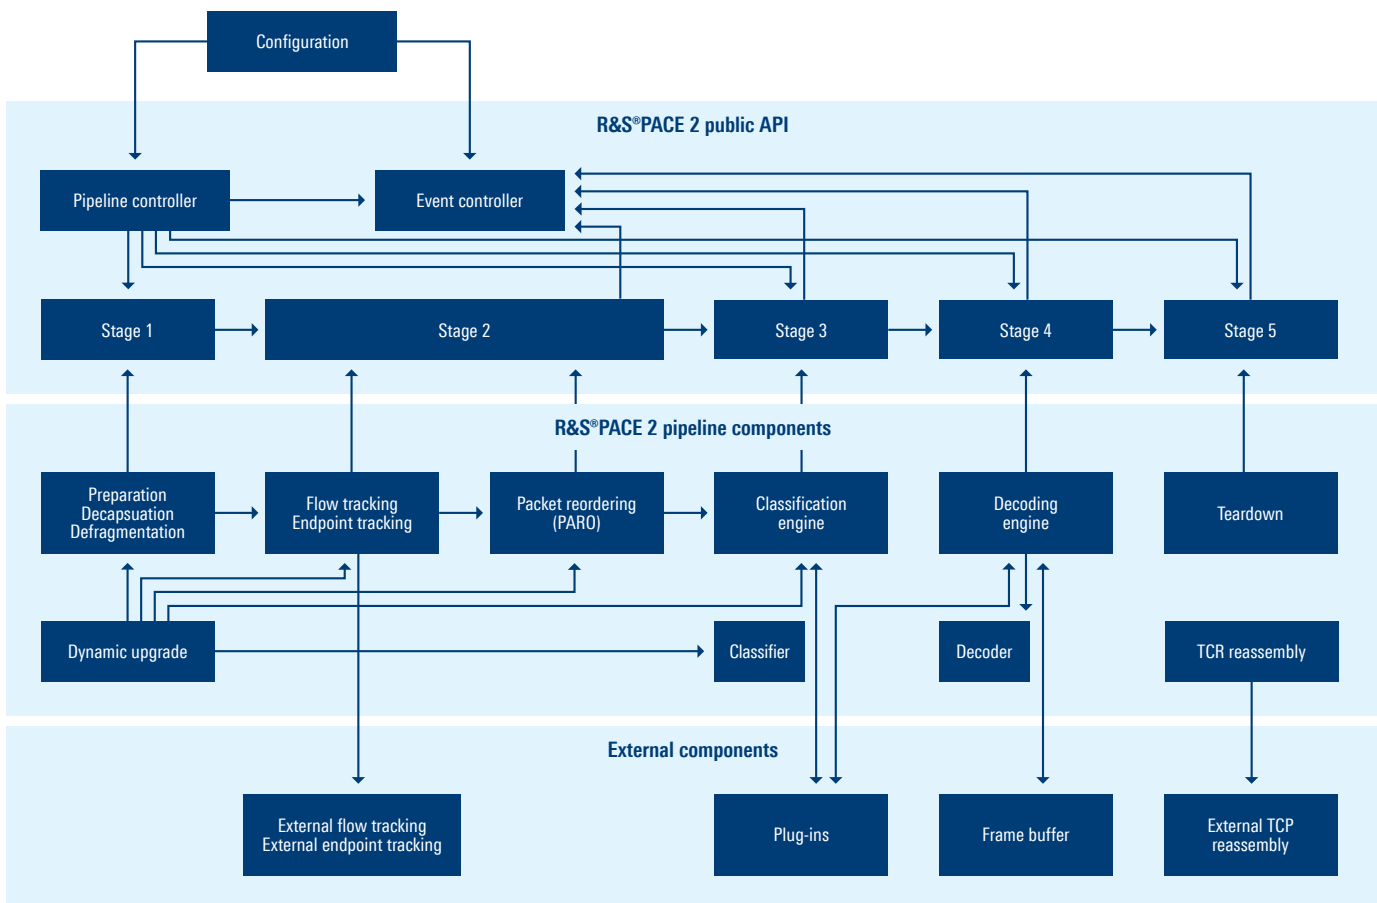 Configuration
R&S®PACE 2 public API
Pipeline controller
Event controller
Stage 1
Stage 2
Stage 3
Stage 4
Stage 5
R&S®PACE 2 pipeline components
Preparation
Decapsuation
Defragmentation
Flow tracking
Endpoint tracking
Packet reordering
(PARO)
Classification
engine
Decoding
engine
Teardown
Dynamic upgrade
Classifier
Decoder
TCR reassembly
External components
External flow tracking
External endpoint tracking
Plug-ins
Frame buffer
External TCP
reassembly